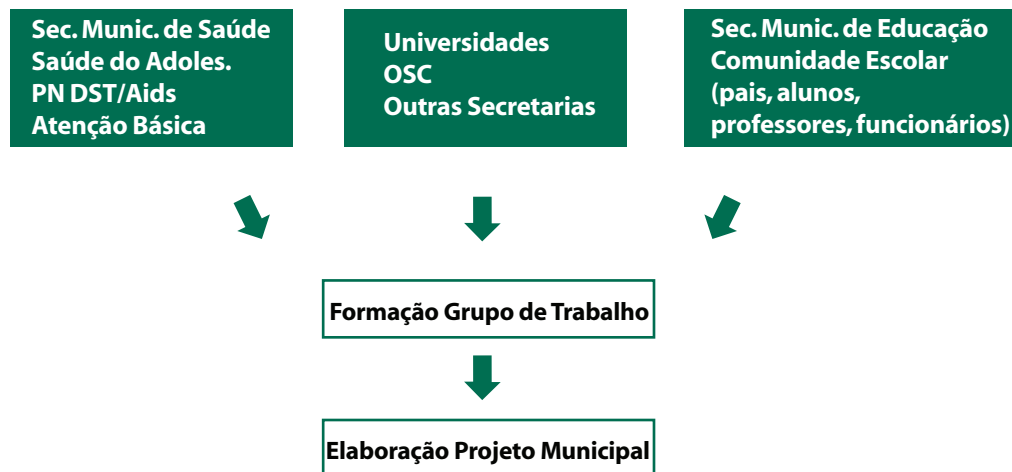 Sec. Munic. de Saúde
Saúde do Adoles.
PN DST/Aids
Atenção Básica
Universidades
OSC
Outras Secretarias
Sec. Munic. de Educação
Comunidade Escolar
(pais, alunos,
professores, funcionários)
Formação Grupo de Trabalho
Elaboração Projeto Municipal